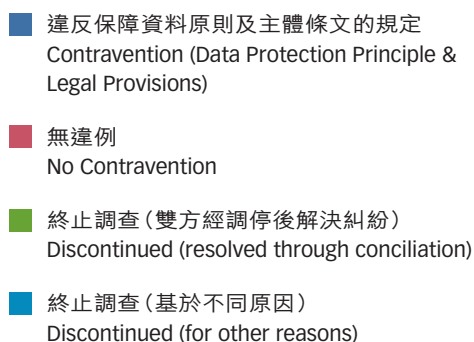 違反保障資料原則及主體條文的規定
Contravention (Data Protection Principle &
Legal Provisions)
無違例
No Contravention
終止調查（雙方經調停後解決糾紛）
Discontinued (resolved through conciliation)
終止調查（基於不同原因）
Discontinued (for other reasons)